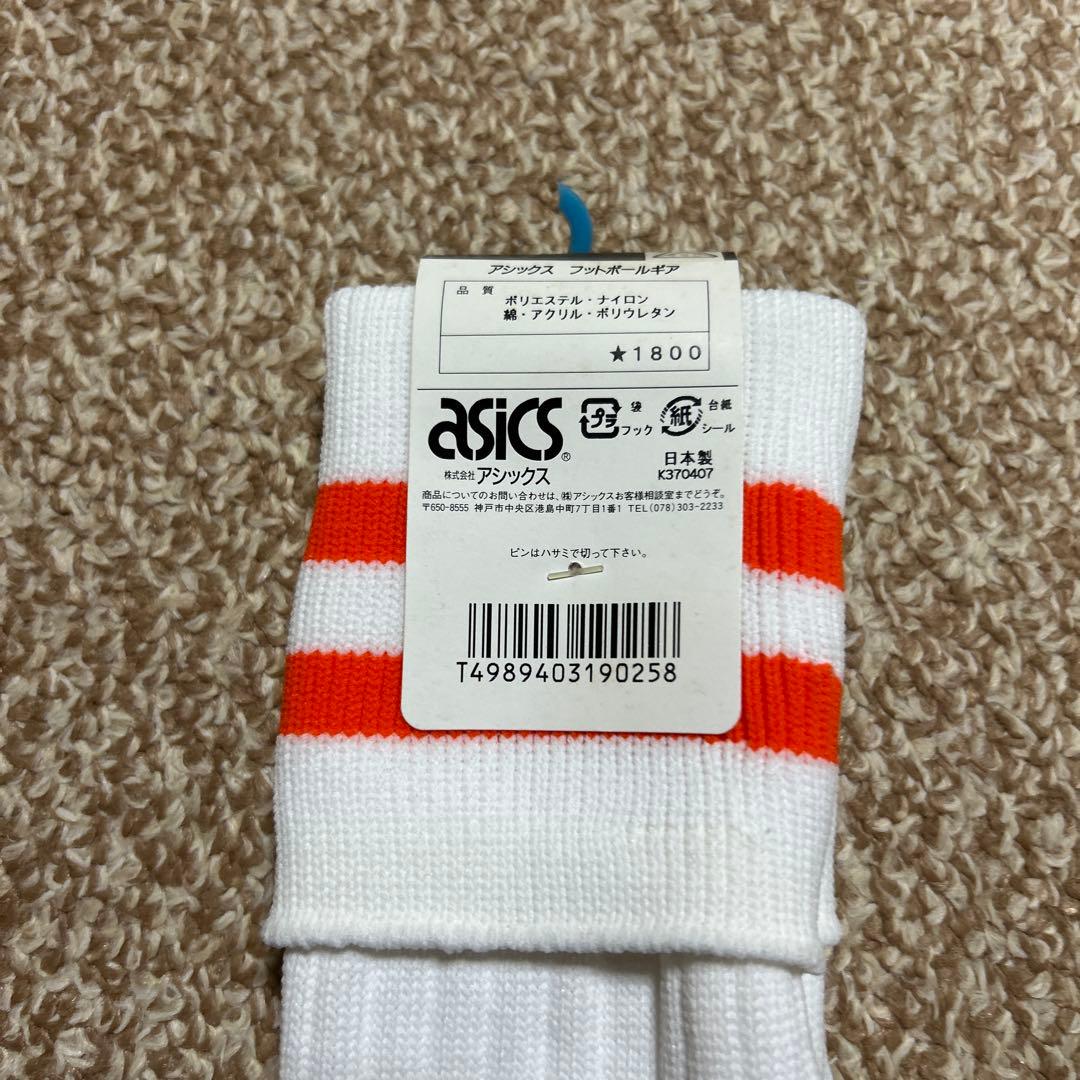 アシックス フットボールギア
品質
ポリエステル・ナイロン
綿・アクリル・ポリウレタン
★1800
asics®
株式会社アシックス
プラ 袋 フック
紙 台紙 シール
日本製
K370407
商品についてのお問い合わせは、㈱アシックスお客様相談室までどうぞ。
〒650-8555 神戸市中央区港島中町7丁目1番1 TEL(078)303-2233
ピンはハサミで切って下さい。
T4989403190258